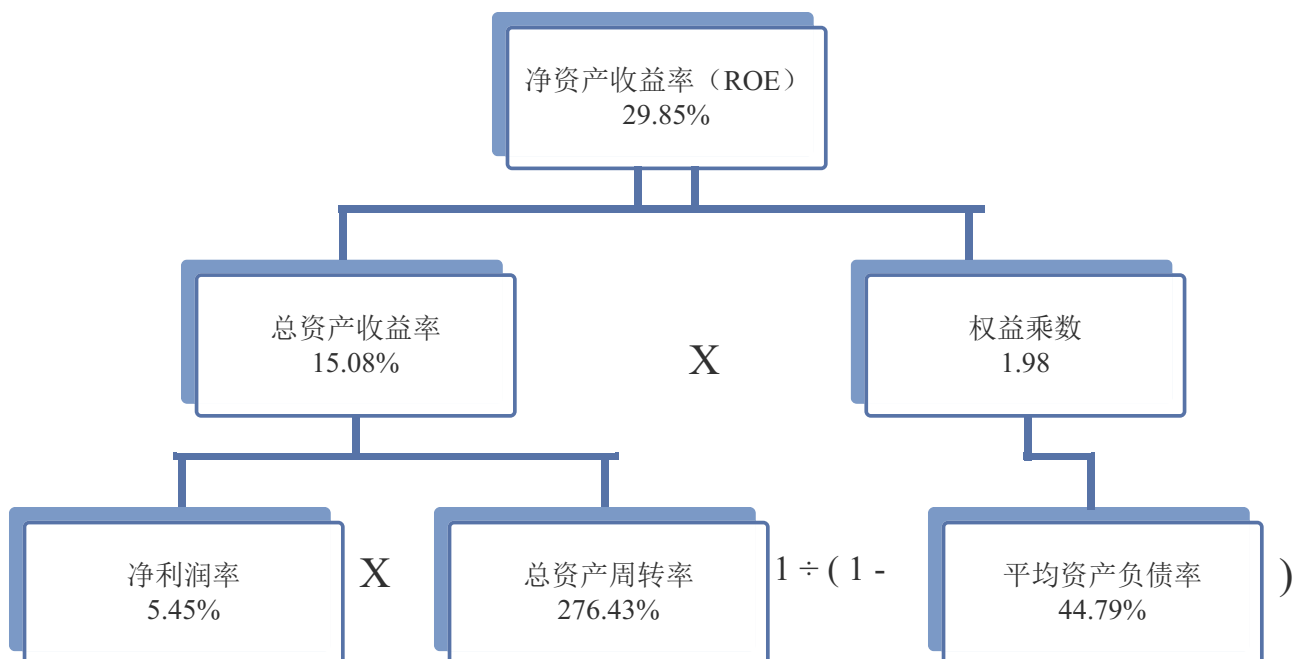 净资产收益率（ROE）
29.85%
总资产收益率
15.08%
X
权益乘数
1.98
净利润率
5.45%
X
总资产周转率
276.43%
1 ÷ ( 1 -
平均资产负债率
44.79%
)